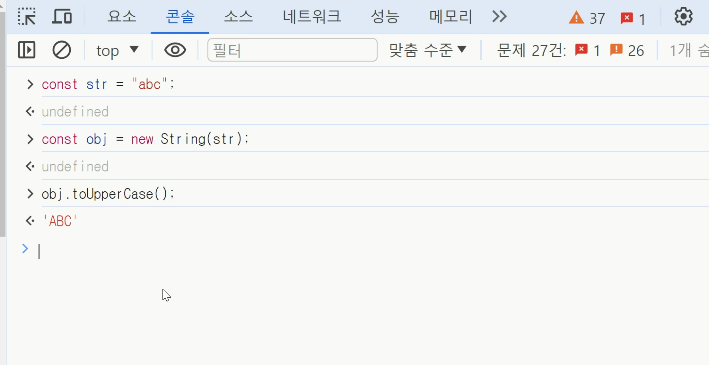 요소 콘솔 소스 네트워크 성능 메모리 37 1
top 필터 맞춤 수준 문제 27건: 1 26 1개 숨
const str = "abc";
undefined
const obj = new String(str);
undefined
obj.toUpperCase();
'ABC'